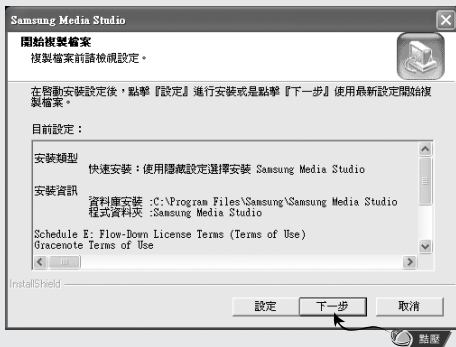 Samsung Media Studio
開始複製檔案
複製檔案前請檢視設定。
在啓動安裝設定後，點擊『設定』進行安裝或是點擊『下一步』使用最新設定開始複
製檔案。
目前設定：
安裝類型
快速安裝：使用隱藏設定選擇安裝 Samsung Media Studio
安裝資訊
資料庫安裝 :C:\Program Files\Samsung\Samsung Media Studio
程式資料夾 :Samsung Media Studio
Schedule E: Flow-Down License Terms (Terms of Use)
Gracenote Terms of Use
InstallShield
設定
下一步
取消
點壓